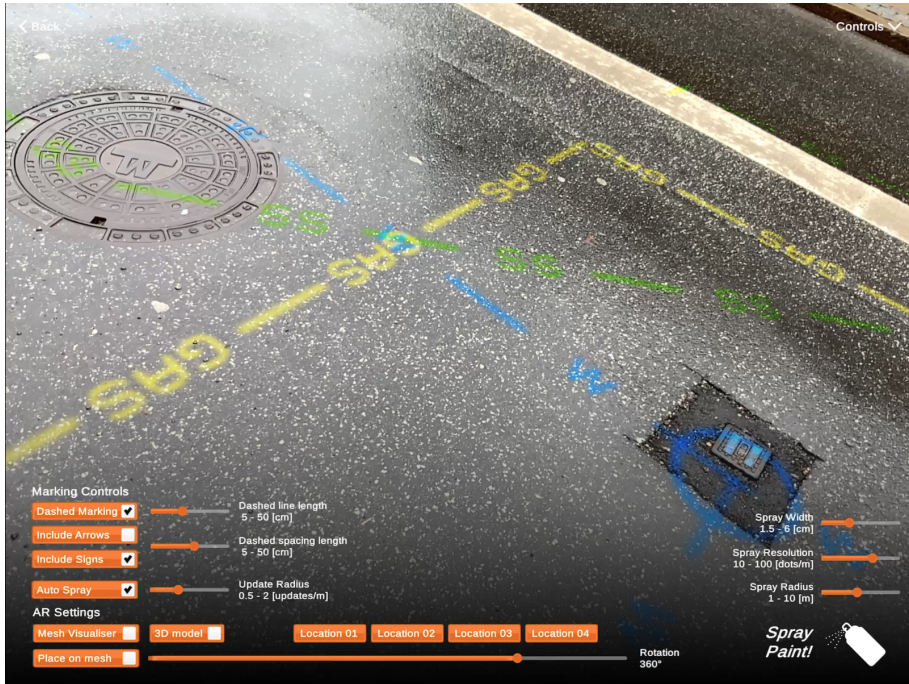 Back
Controls
W
W
GAS
GAS
M
SS
GAS
GAS
GAS
SS
SS
GAS
W
Marking Controls
Dashed Marking
Dashed line length
5 - 50 [cm]
Include Arrows
Dashed spacing length
5 - 50 [cm]
Include Signs
Auto Spray
Update Radius
0.5 - 2 [updates/m]
Spray Width
1.5 - 6 [cm]
Spray Resolution
10 - 100 [dots/m]
Spray Radius
1 - 10 [m]
AR Settings
Mesh Visualiser
3D model
Location 01
Location 02
Location 03
Location 04
Place on mesh
Rotation
360°
Spray
Paint!